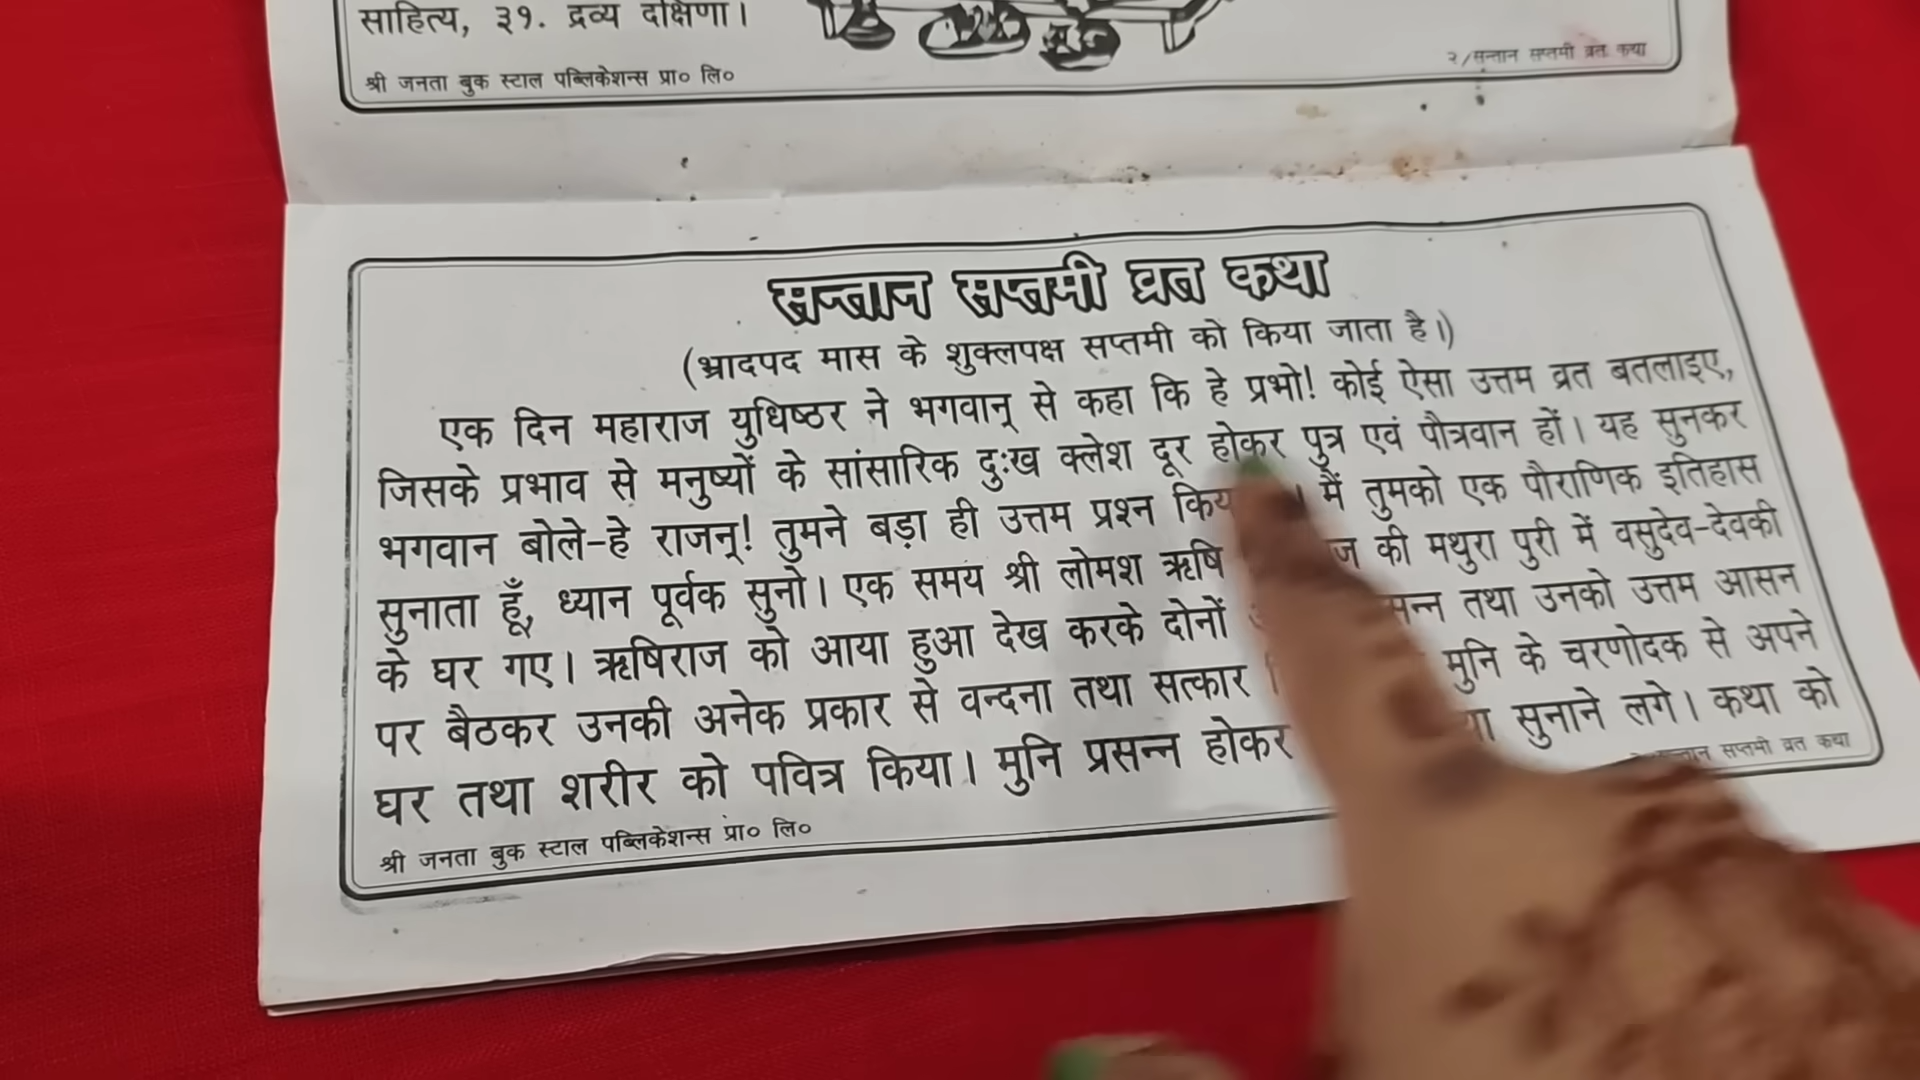 साहित्य, ३१. द्रव्य दक्षिणा।
श्री जनता बुक स्टाल पब्लिकेशन्स प्रा० लि०
२/सन्तान सप्तमी व्रत कथा
सन्तान सप्तमी व्रत कथा
(भ्रादपद मास के शुक्लपक्ष सप्तमी को किया जाता है।)
एक दिन महाराज युधिष्ठर ने भगवान् से कहा कि हे प्रभो! कोई ऐसा उत्तम व्रत बतलाइए,
जिसके प्रभाव से मनुष्यों के सांसारिक दुःख क्लेश दूर होकर पुत्र एवं पौत्रवान हों। यह सुनकर
भगवान बोले-हे राजन्! तुमने बड़ा ही उत्तम प्रश्न मैं तुमको एक पौराणिक इतिहास
सुनाता हूँ, ध्यान पूर्वक सुनो। एक समय श्री लोमश ऋषि की मथुरा पुरी में वसुदेव-देवकी
के घर गए। ऋषिराज को आया हुआ देख करके दोनों तथा उनको उत्तम आसन
पर बैठकर उनकी अनेक प्रकार से वन्दना तथा सत्कार मुनि के चरणोदक से अपने
घर तथा शरीर को पवित्र किया। मुनि प्रसन्न होकर सुनाने लगे। कथा को
श्री जनता बुक स्टाल पब्लिकेशन्स प्रा० लि०
सप्तमी व्रत कथा